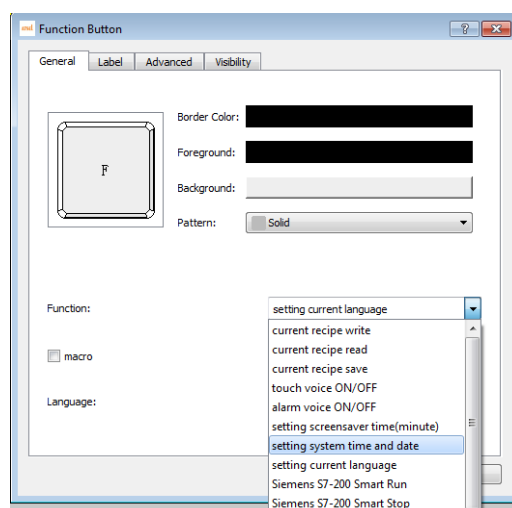 Function Button
General Label Advanced Visibility
Border Color:
F
Foreground:
Background:
Pattern: Solid
Function: setting current language
current recipe write
current recipe read
macro
current recipe save
touch voice ON/OFF
Language:
alarm voice ON/OFF
setting screensaver time(minute)
setting system time and date
setting current language
Siemens S7-200 Smart Run
Siemens S7-200 Smart Stop